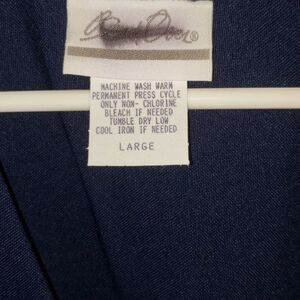 MACHINE WASH WARM
PERMANENT PRESS CYCLE
ONLY NON- CHLORINE
BLEACH IF NEEDED
TUMBLE DRY LOW
COOL IRON IF NEEDED
LARGE